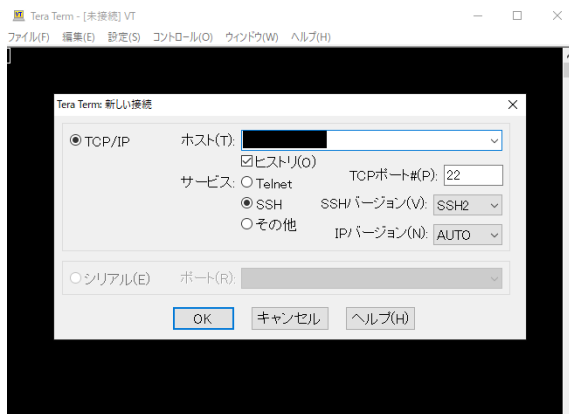 Tera Term - [未接続] VT
ファイル(F) 編集(E) 設定(S) コントロール(O) ウィンドウ(W) ヘルプ(H)
Tera Term: 新しい接続
TCP/IP
ホスト(T):
ヒストリ(O)
サービス: Telnet
TCPポート#(P): 22
SSH
SSHバージョン(V): SSH2
その他
IPバージョン(N): AUTO
シリアル(E)
ポート(R):
OK キャンセル ヘルプ(H)